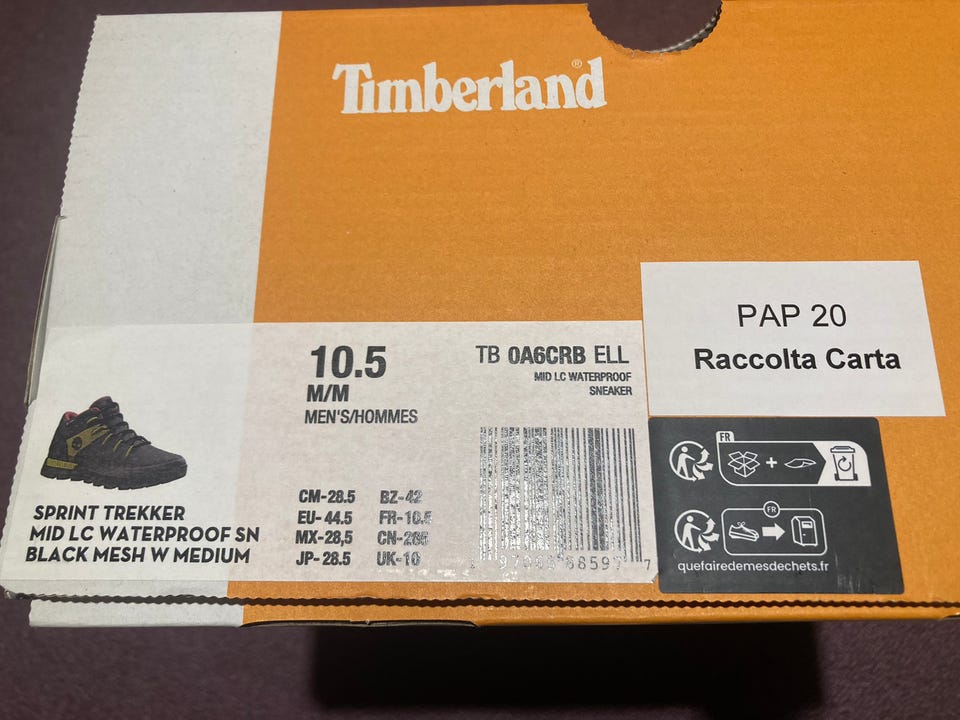 Timberland®
10.5
M/M
MEN'S/HOMMES
TB 0A6CRB ELL
MID LC WATERPROOF
SNEAKER
PAP 20
Raccolta Carta
SPRINT TREKKER
MID LC WATERPROOF SN
BLACK MESH W MEDIUM
CM-28.5 BZ-42
EU-44.5 FR-10.5
MX-28,5 CN-285
JP-28.5 UK-10
FR
+
FR
quefairedemesdechets.fr